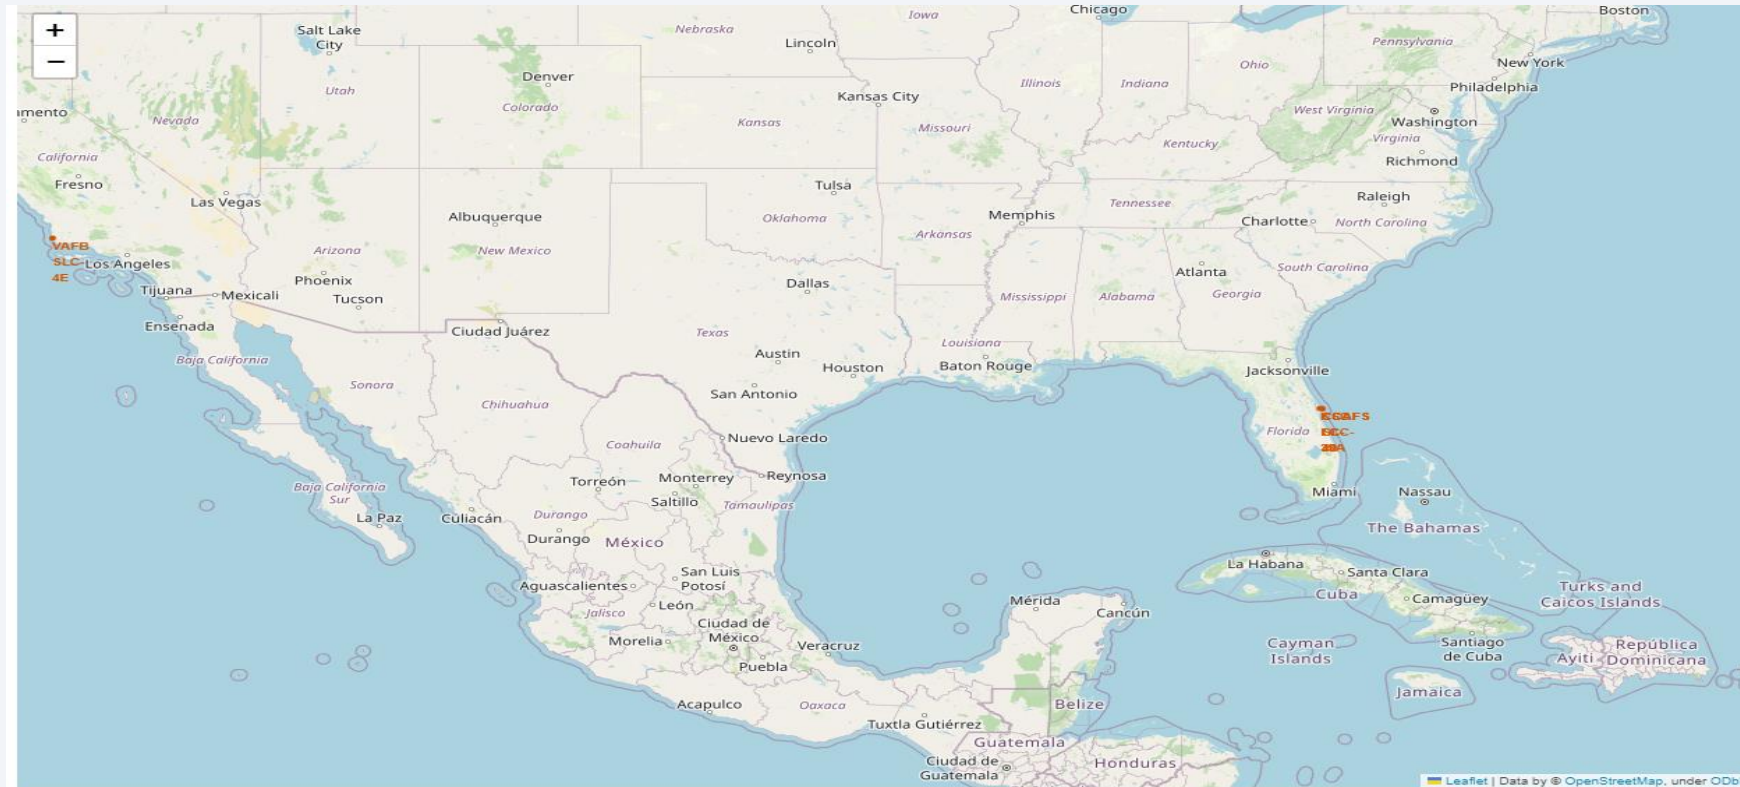 +
−
Salt Lake
City
Iowa
Chicago
Boston
Nebraska
Lincoln
Pennsylvania
New York
Denver
Ohio
Illinois
Indiana
Philadelphia
Utah
Kansas City
Colorado
West Virginia
Washington
amento
Nevada
Kansas
Missouri
Virginia
Kentucky
California
Richmond
Fresno
Tulsa
Las Vegas
Raleigh
Albuquerque
Memphis
Tennessee
Oklahoma
Charlotte
North Carolina
VAFB
SLC-
4E
Arizona
New Mexico
Arkansas
Los Angeles
South Carolina
Atlanta
Phoenix
Dallas
Tijuana
Mexicali
Tucson
Mississippi
Alabama
Georgia
Ensenada
Ciudad Juárez
Texas
Louisiana
Austin
Baja California
Houston
Baton Rouge
Jacksonville
Sonora
San Antonio
Chihuahua
Florida
Nuevo Laredo
Coahuila
Reynosa
Torreón
Monterrey
Baja California
Sur
Saltillo
Tamaulipas
Miami
Nassau
La Paz
Culiacán
Durango
The Bahamas
Durango
México
La Habana
San Luis
Potosí
Santa Clara
Aguascalientes
Turks and
Caicos Islands
Cuba
Camagüey
León
Mérida
Cancún
Jalisco
Ciudad de
México
Morelia
Veracruz
Cayman
Islands
Santiago
de Cuba
República
Dominicana
Ayiti
Puebla
Jamaica
Acapulco
Oaxaca
Belize
Tuxtla Gutiérrez
Guatemala
Ciudad de
Guatemala
Honduras
Leaflet | Data by © OpenStreetMap, under ODb